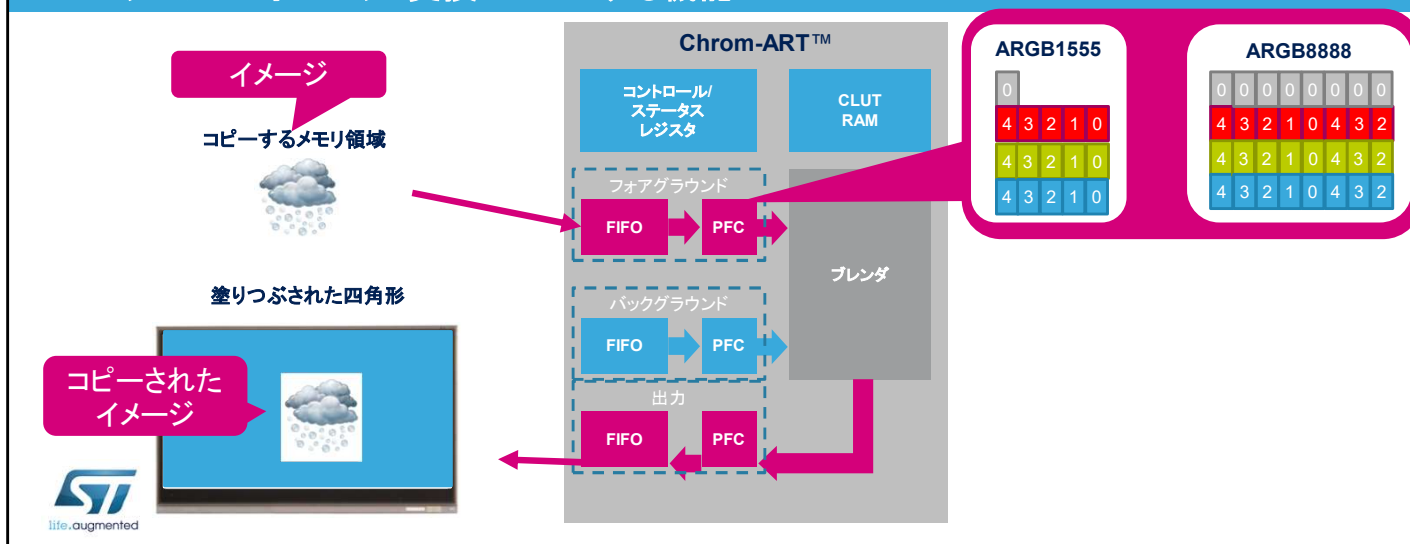 Chrom-ART™
イメージ
コピーするメモリ領域
コントロール/
ステータス
レジスタ
CLUT
RAM
フォアグラウンド
FIFO
PFC
ブレンダ
バックグラウンド
FIFO
PFC
出力
FIFO
PFC
塗りつぶされた四角形
コピーされた
イメージ
life.augmented
ARGB1555
0
4 3 2 1 0
4 3 2 1 0
4 3 2 1 0
ARGB8888
0 0 0 0 0 0 0 0
4 3 2 1 0 4 3 2
4 3 2 1 0 4 3 2
4 3 2 1 0 4 3 2